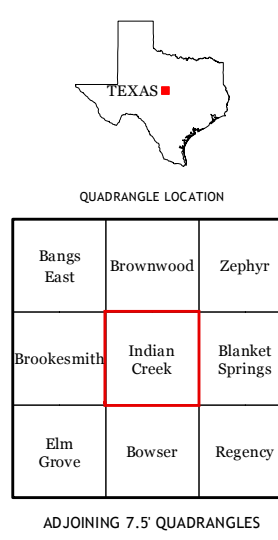 TEXAS
QUADRANGLE LOCATION
Bangs
East
Brownwood
Zephyr
Brookesmith
Indian
Creek
Blanket
Springs
Elm
Grove
Bowser
Regency
ADJOINING 7.5' QUADRANGLES